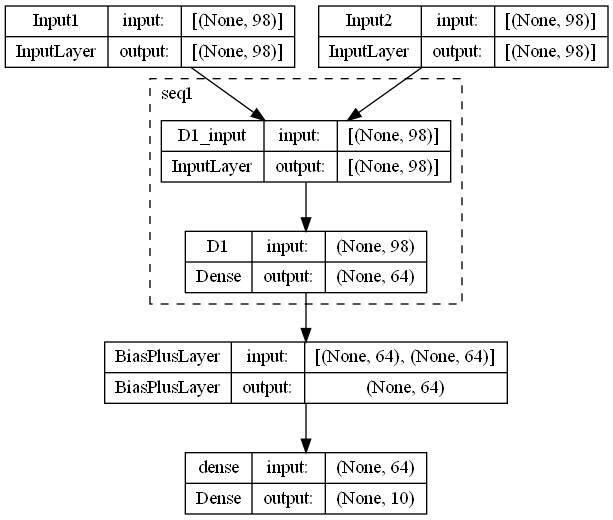 Input1 input: [(None, 98)]
InputLayer output: [(None, 98)]
Input2 input: [(None, 98)]
InputLayer output: [(None, 98)]
seq1
D1_input input: [(None, 98)]
InputLayer output: [(None, 98)]
D1 input: (None, 98)
Dense output: (None, 64)
BiasPlusLayer input: [(None, 64), (None, 64)]
BiasPlusLayer output: (None, 64)
dense input: (None, 64)
Dense output: (None, 10)